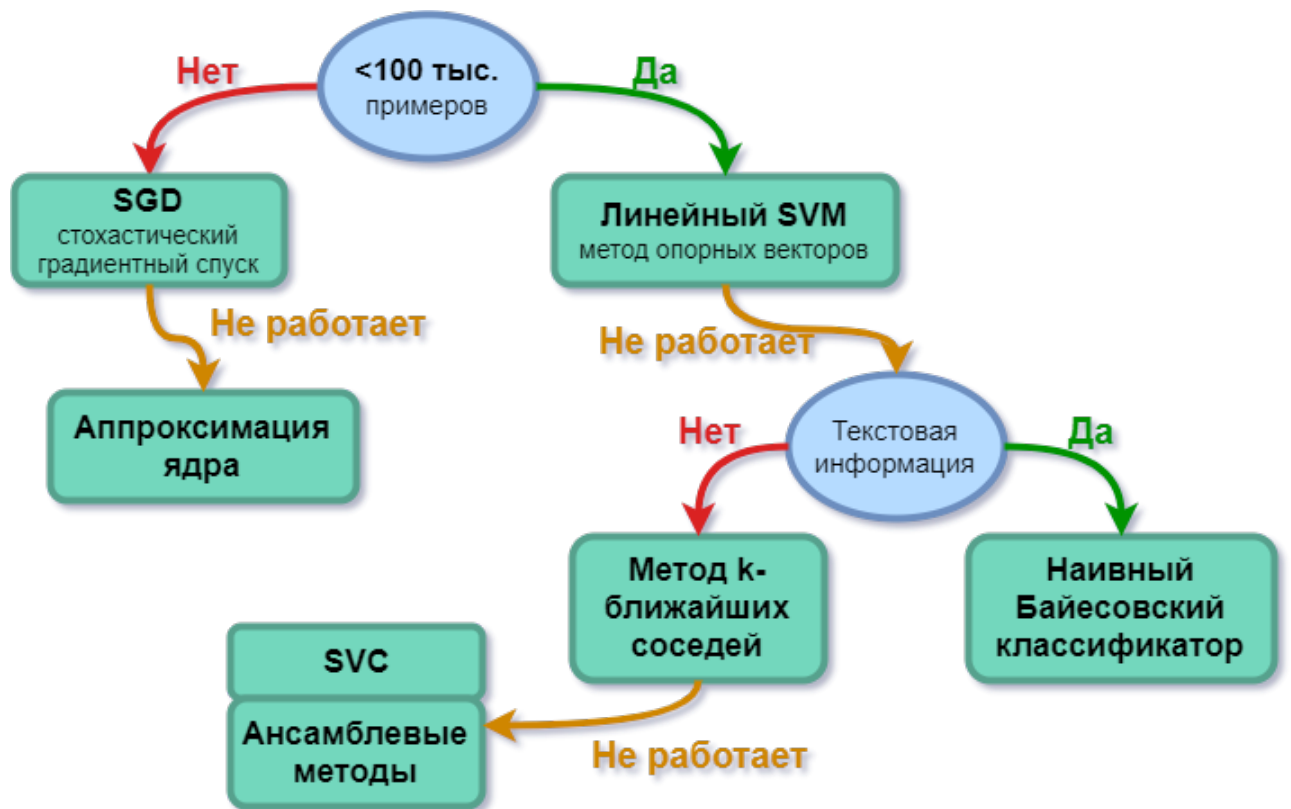 <100 тыс.
примеров
Нет
Да
SGD
стохастический
градиентный спуск
Линейный SVM
метод опорных векторов
Не работает
Не работает
Аппроксимация
ядра
Текстовая
информация
Нет
Да
Метод k-
ближайших
соседей
Наивный
Байесовский
классификатор
SVC
Ансамблевые
методы
Не работает